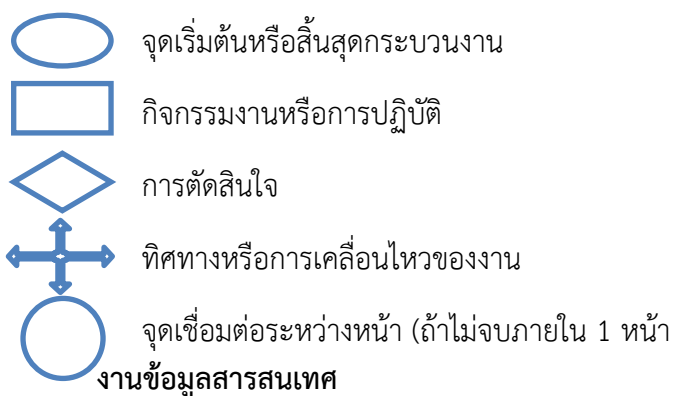 จุดเริ่มต้นหรือสิ้นสุดกระบวนงาน
กิจกรรมงานหรือการปฏิบัติ
การตัดสินใจ
ทิศทางหรือการเคลื่อนไหวของงาน
จุดเชื่อมต่อระหว่างหน้า (ถ้าไม่จบภายใน 1 หน้า
งานข้อมูลสารสนเทศ